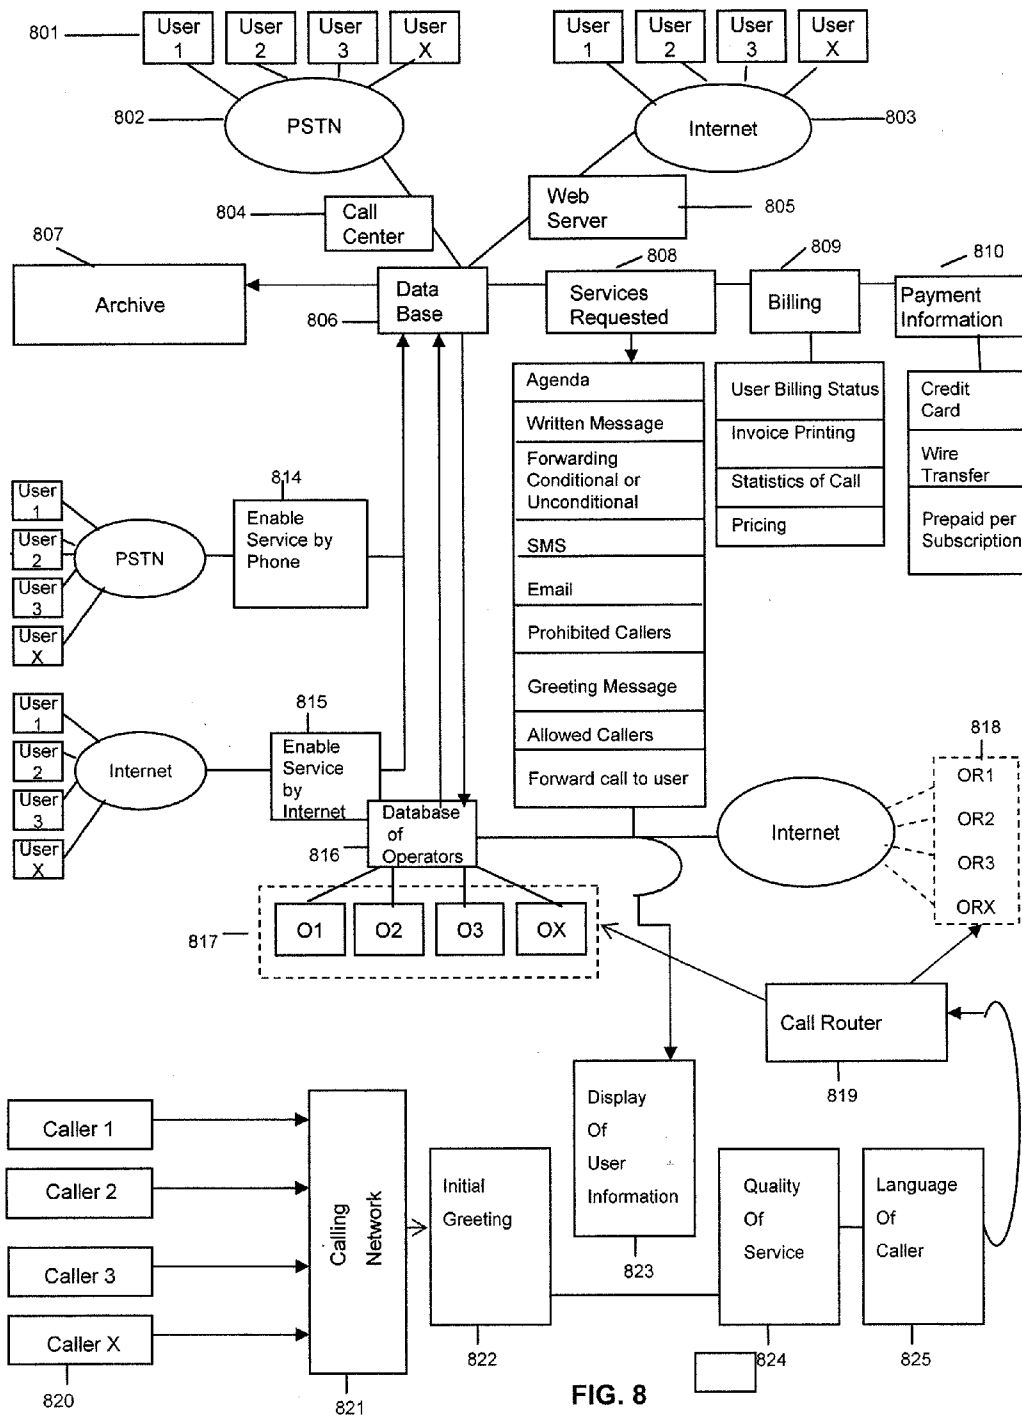 801
User
1
User
2
User
3
User
X
User
1
User
2
User
3
User
X
802
PSTN
Internet
803
804
Call
Center
Web
Server
805
807
Archive
Data
Base
806
808
Services
Requested
809
Billing
810
Payment
Information
Agenda
Written Message
Forwarding
Conditional or
Unconditional
SMS
Email
Prohibited Callers
Greeting Message
Allowed Callers
Forward call to user
User Billing Status
Invoice Printing
Statistics of Call
Pricing
Credit
Card
Wire
Transfer
Prepaid per
Subscription
User
1
User
2
User
3
User
X
PSTN
814
Enable
Service by
Phone
User
1
User
2
User
3
User
X
Internet
815
Enable
Service
by
Internet
Database
of
Operators
816
817
O1
O2
O3
OX
Internet
818
OR1
OR2
OR3
ORX
Call Router
819
Caller 1
Caller 2
Caller 3
Caller X
820
Calling
Network
821
Initial
Greeting
822
Display
Of
User
Information
823
Quality
Of
Service
824
Language
Of
Caller
825
FIG. 8